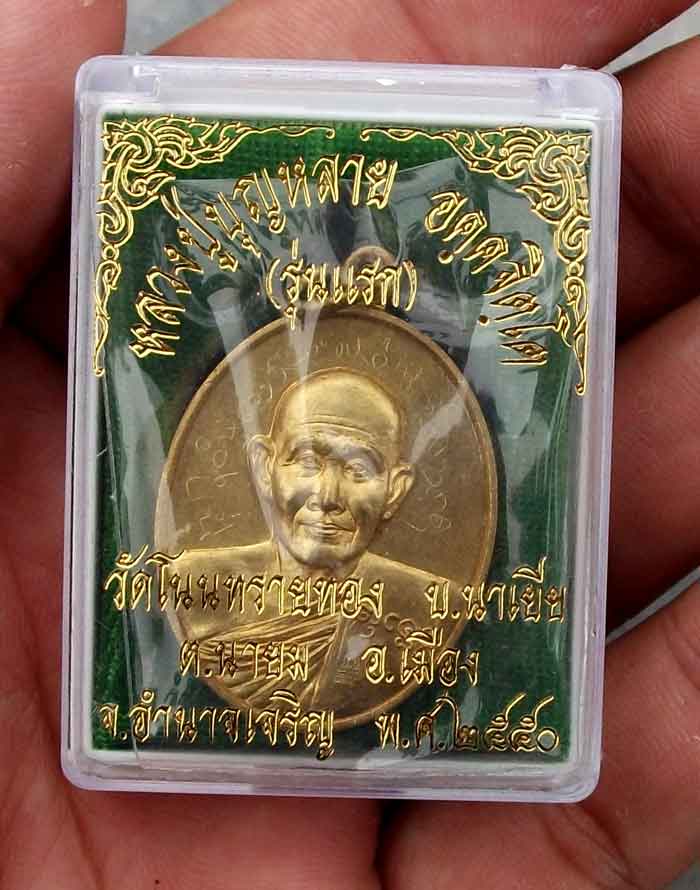 หลวงปู่บุญหลาย อตฺตสิตฺโต
(รุ่นแรก)
วัดโนนทรายทอง บ.นาเยีย
ต.นายม อ.เมือง
จ.อำนาจเจริญ พ.ศ.๒๕๕๐